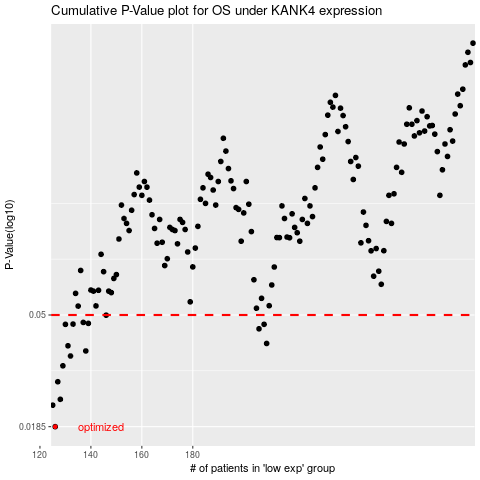 Cumulative P-Value plot for OS under KANK4 expression
P-Value(log10)
0.05
0.0185
optimized
120 140 160 180
# of patients in 'low exp' group